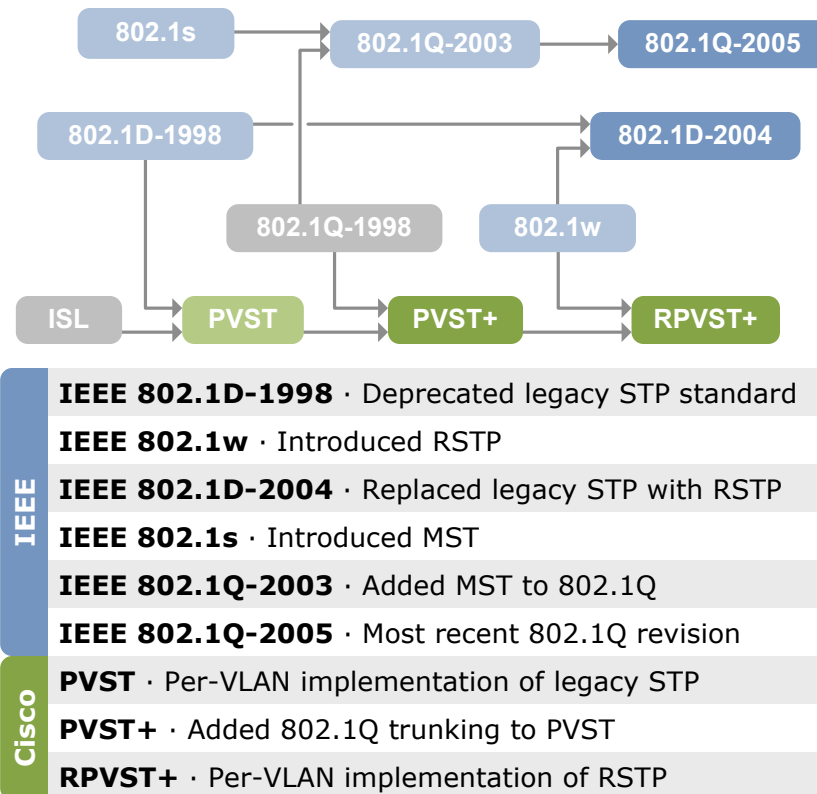 802.1s
802.1Q-2003
802.1Q-2005
802.1D-1998
802.1D-2004
802.1Q-1998
802.1w
ISL
PVST
PVST+
RPVST+
IEEE
IEEE 802.1D-1998 · Deprecated legacy STP standard
IEEE 802.1w · Introduced RSTP
IEEE 802.1D-2004 · Replaced legacy STP with RSTP
IEEE 802.1s · Introduced MST
IEEE 802.1Q-2003 · Added MST to 802.1Q
IEEE 802.1Q-2005 · Most recent 802.1Q revision
Cisco
PVST · Per-VLAN implementation of legacy STP
PVST+ · Added 802.1Q trunking to PVST
RPVST+ · Per-VLAN implementation of RSTP